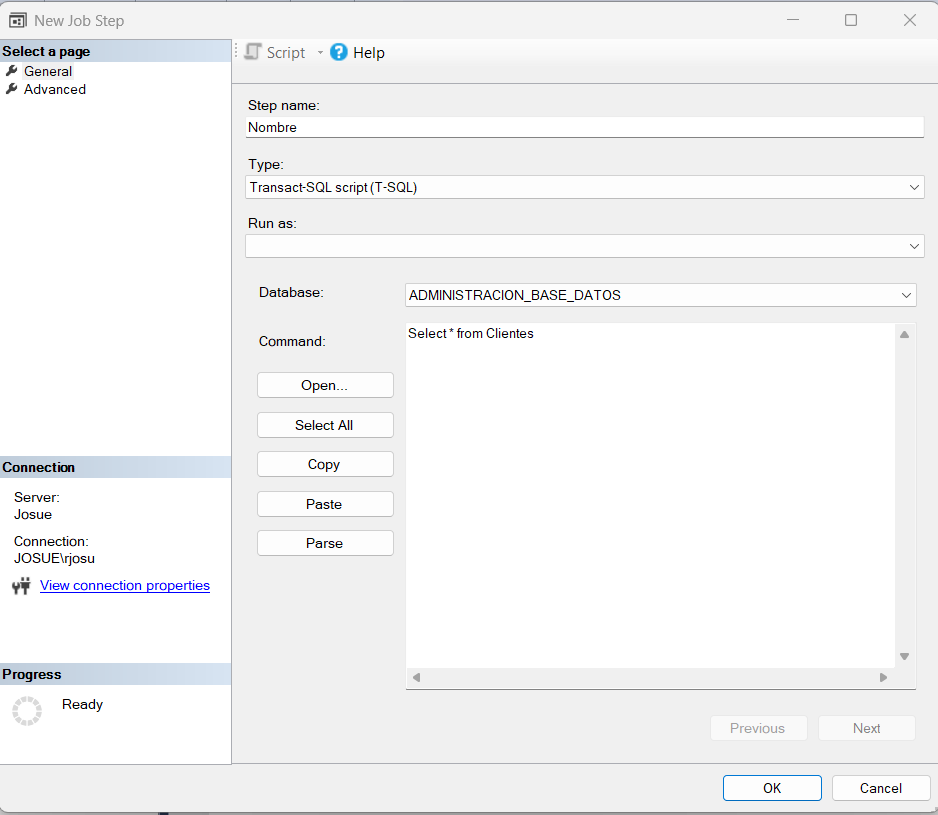 New Job Step
Select a page
General
Advanced
Script
Help
Step name:
Nombre
Type:
Transact-SQL script (T-SQL)
Run as:
Database:
ADMINISTRACION_BASE_DATOS
Command:
Select * from Clientes
Open...
Select All
Copy
Paste
Parse
Connection
Server:
Josue
Connection:
JOSUE\rjosu
View connection properties
Progress
Ready
Previous
Next
OK
Cancel